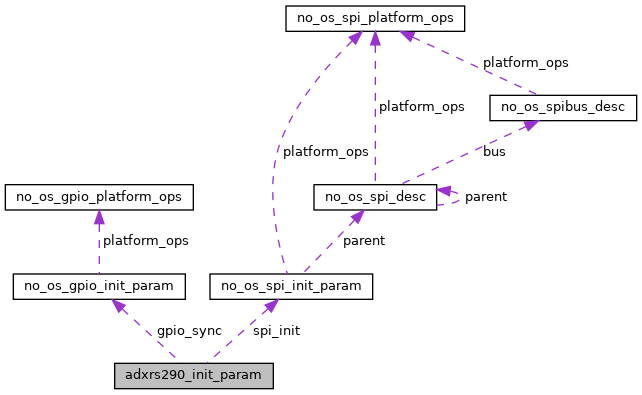 no_os_spi_platform_ops
platform_ops
no_os_spibus_desc
platform_ops
platform_ops
bus
no_os_gpio_platform_ops
no_os_spi_desc
parent
platform_ops
parent
no_os_gpio_init_param
no_os_spi_init_param
gpio_sync
spi_init
adxrs290_init_param